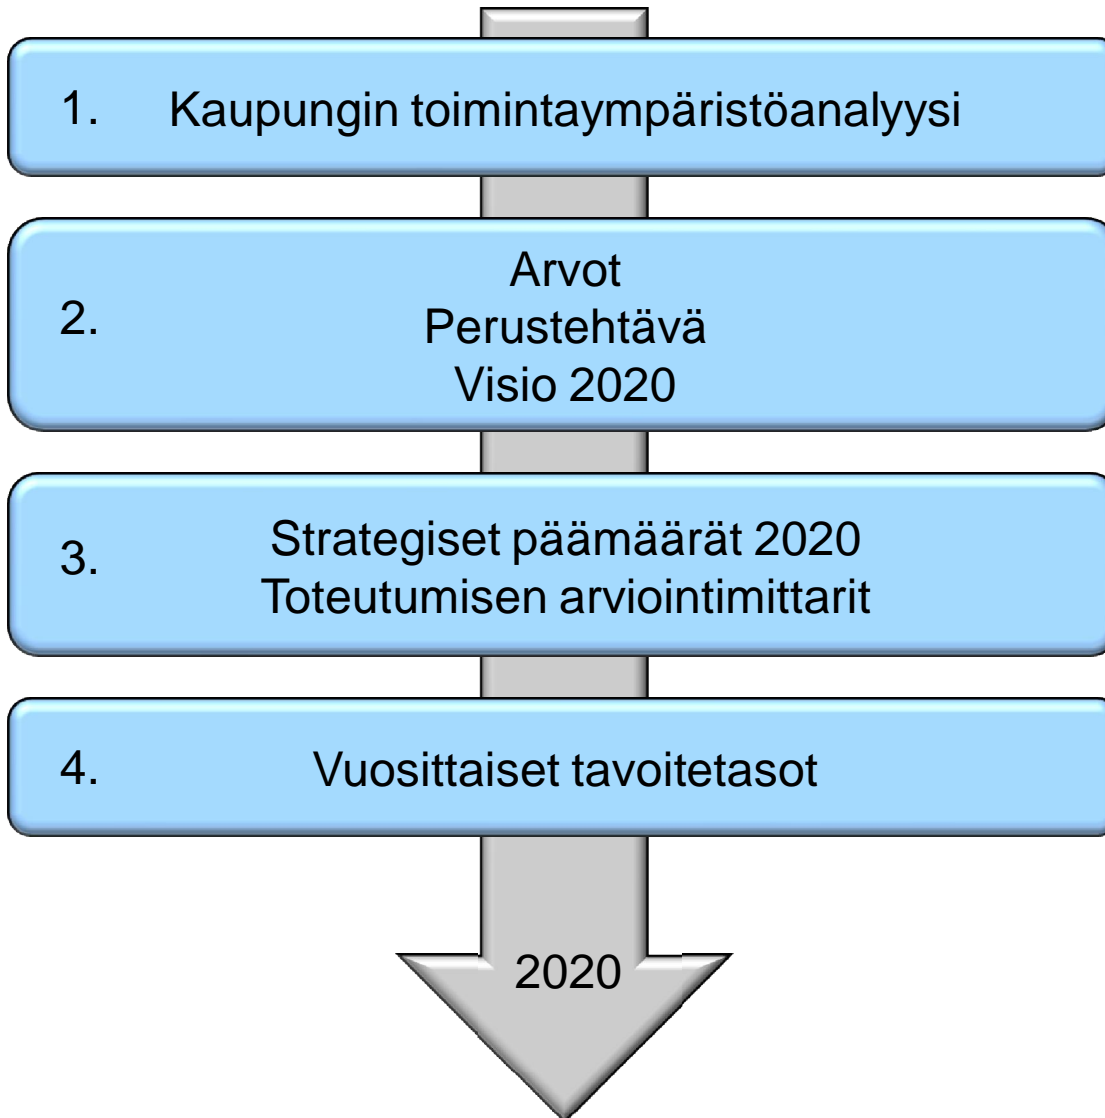 1. Kaupungin toimintaympäristöanalyysi
2.
Arvot
Perustehtävä
Visio 2020
3.
Strategiset päämäärät 2020
Toteutumisen arviointimittarit
4. Vuosittaiset tavoitetasot
2020